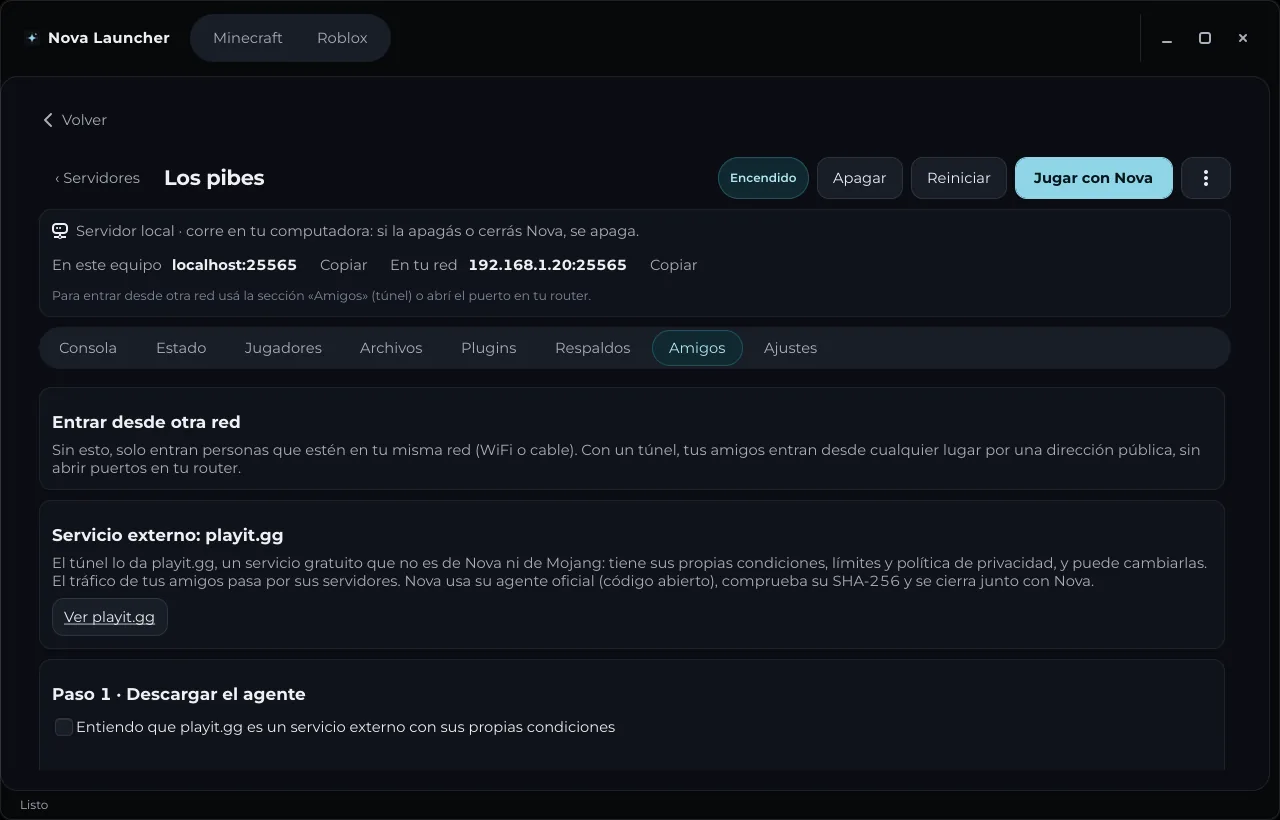 Nova Launcher
Minecraft
Roblox
Volver
‹ Servidores
Los pibes
Encendido
Apagar
Reiniciar
Jugar con Nova
Servidor local · corre en tu computadora: si la apagás o cerrás Nova, se apaga.
En este equipo localhost:25565 Copiar En tu red 192.168.1.20:25565 Copiar
Para entrar desde otra red usá la sección «Amigos» (túnel) o abrí el puerto en tu router.
Consola
Estado
Jugadores
Archivos
Plugins
Respaldos
Amigos
Ajustes
Entrar desde otra red
Sin esto, solo entran personas que estén en tu misma red (WiFi o cable). Con un túnel, tus amigos entran desde cualquier lugar por una dirección pública, sin
abrir puertos en tu router.
Servicio externo: playit.gg
El túnel lo da playit.gg, un servicio gratuito que no es de Nova ni de Mojang: tiene sus propias condiciones, límites y política de privacidad, y puede cambiarlas.
El tráfico de tus amigos pasa por sus servidores. Nova usa su agente oficial (código abierto), comprueba su SHA-256 y se cierra junto con Nova.
Ver playit.gg
Paso 1 · Descargar el agente
Entiendo que playit.gg es un servicio externo con sus propias condiciones
Listo